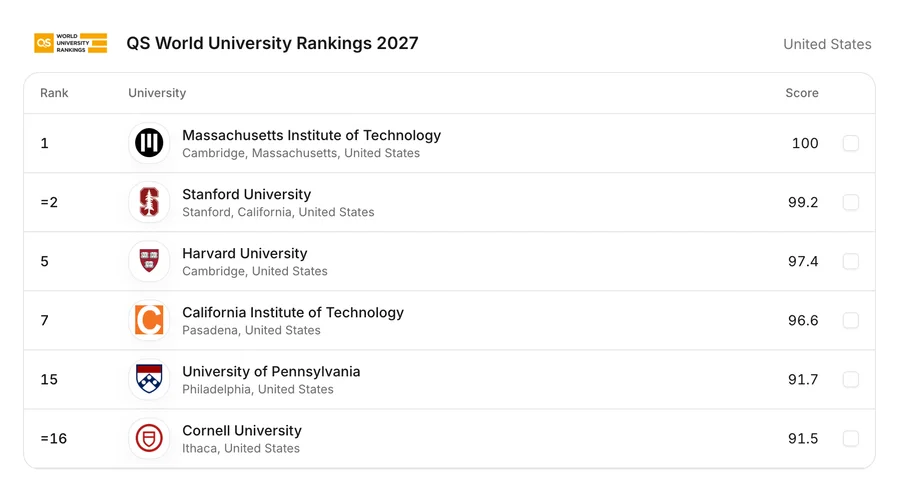 QS WORLD UNIVERSITY RANKINGS
QS World University Rankings 2027
United States
Rank University Score
1 Massachusetts Institute of Technology 100
Cambridge, Massachusetts, United States
=2 Stanford University 99.2
Stanford, California, United States
5 Harvard University 97.4
Cambridge, United States
7 California Institute of Technology 96.6
Pasadena, United States
15 University of Pennsylvania 91.7
Philadelphia, United States
=16 Cornell University 91.5
Ithaca, United States